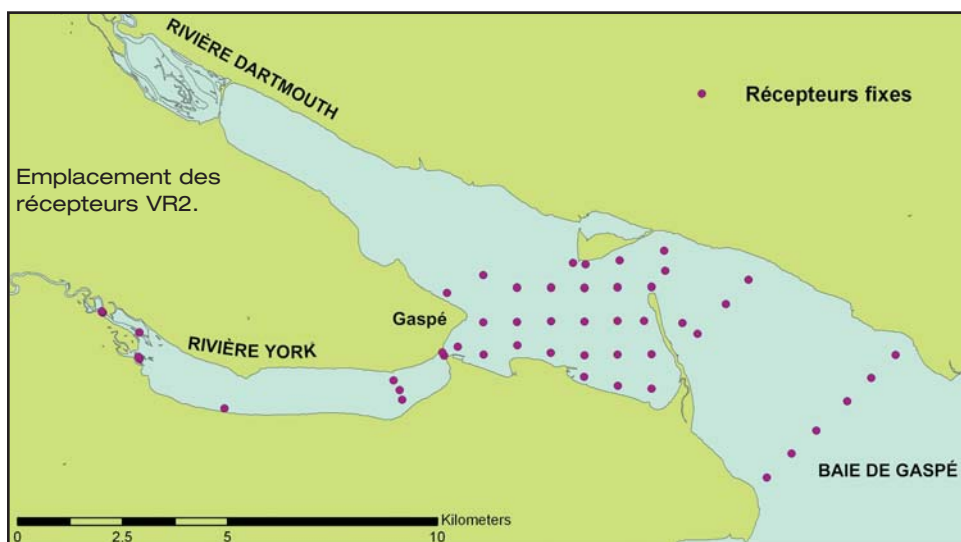 RIVIÈRE DARTMOUTH
Récepteurs fixes
Emplacement des
récepteurs VR2.
Gaspé
RIVIÈRE YORK
BAIE DE GASPÉ
Kilometers
0 2.5 5 10